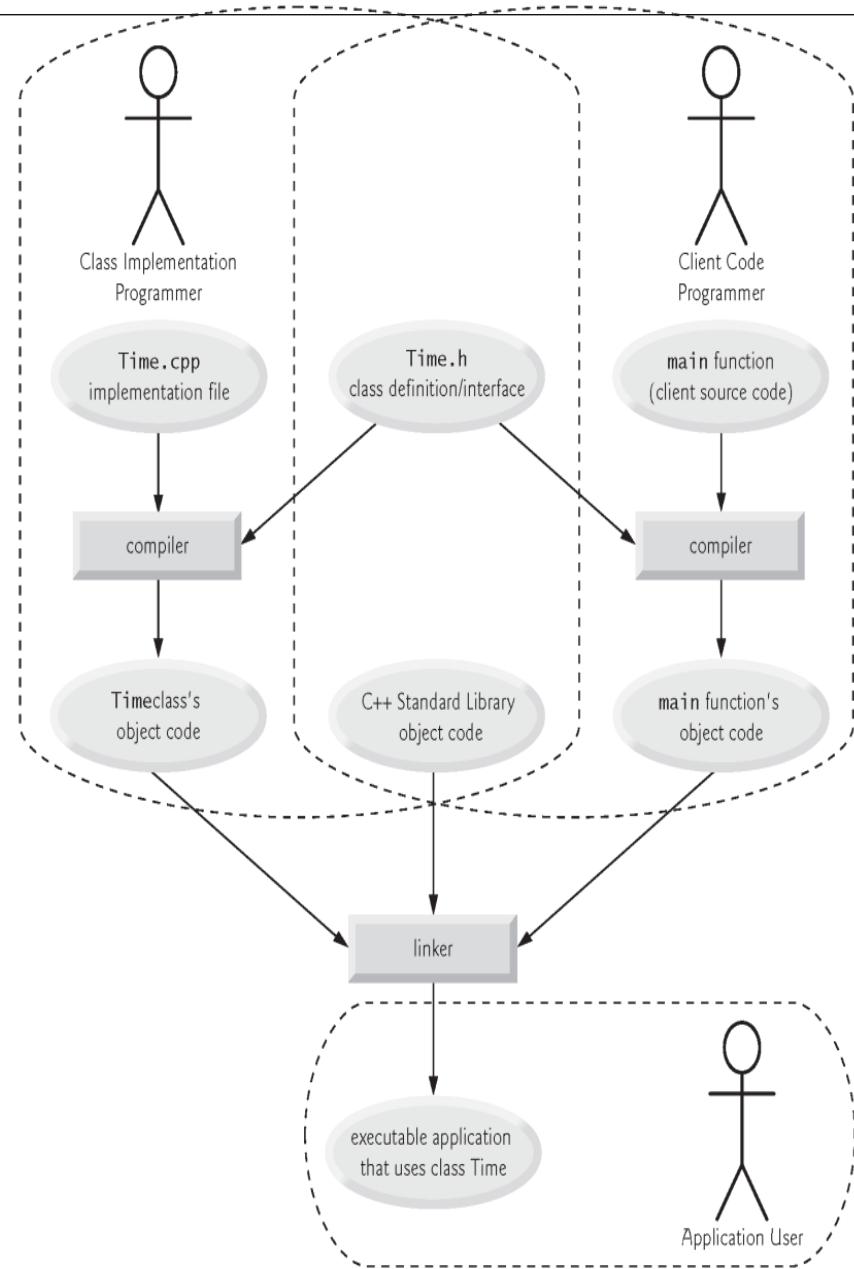 Class Implementation
Programmer
Client Code
Programmer
Time.cpp
implementation file
Time.h
class definition/interface
main function
(client source code)
compiler
compiler
Timeclass's
object code
C++ Standard Library
object code
main function's
object code
linker
executable application
that uses class Time
Application User